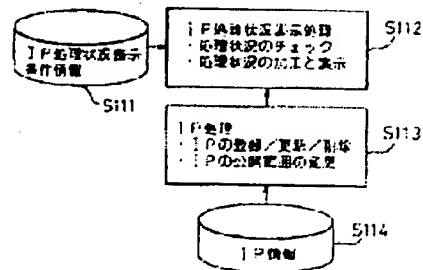 IP処理状況表示
条件情報
S111
IP処理状況表示処理
・処理状況のチェック
・処理状況の加工と表示
S112
IP処理
・IPの登録/更新/削除
・IPの公開範囲の変更
S113
IP情報
S114